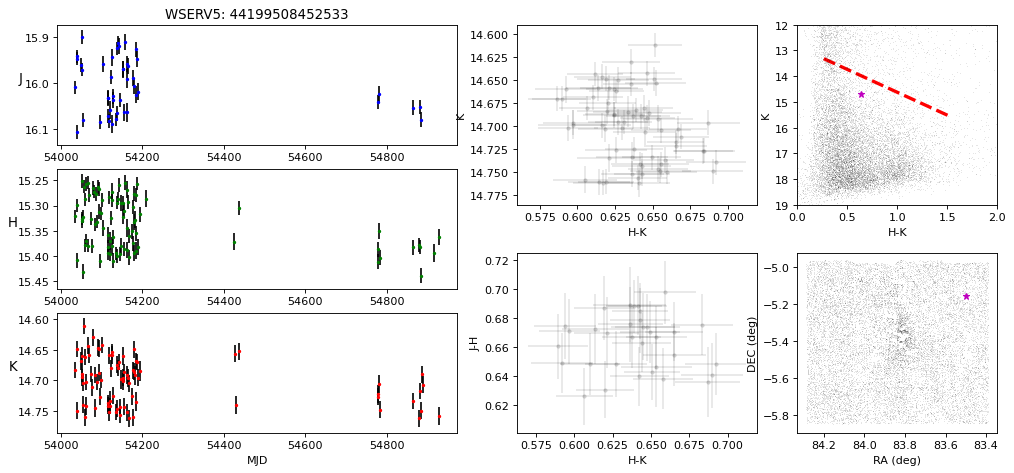 WSERV5: 44199508452533
15.9
16.0
16.1
J
54000 54200 54400 54600 54800
15.25
15.30
15.35
15.40
15.45
H
54000 54200 54400 54600 54800
14.60
14.65
14.70
14.75
K
54000 54200 54400 54600 54800
MJD
14.600
14.625
14.650
14.675
14.700
14.725
14.750
14.775
K
0.575 0.600 0.625 0.650 0.675 0.700
H-K
12
13
14
15
16
17
18
19
K
0.0 0.5 1.0 1.5 2.0
H-K
0.72
0.70
0.68
0.66
0.64
0.62
J-H
0.575 0.600 0.625 0.650 0.675 0.700
H-K
−5.0
−5.2
−5.4
−5.6
−5.8
DEC (deg)
84.2 84.0 83.8 83.6 83.4
RA (deg)